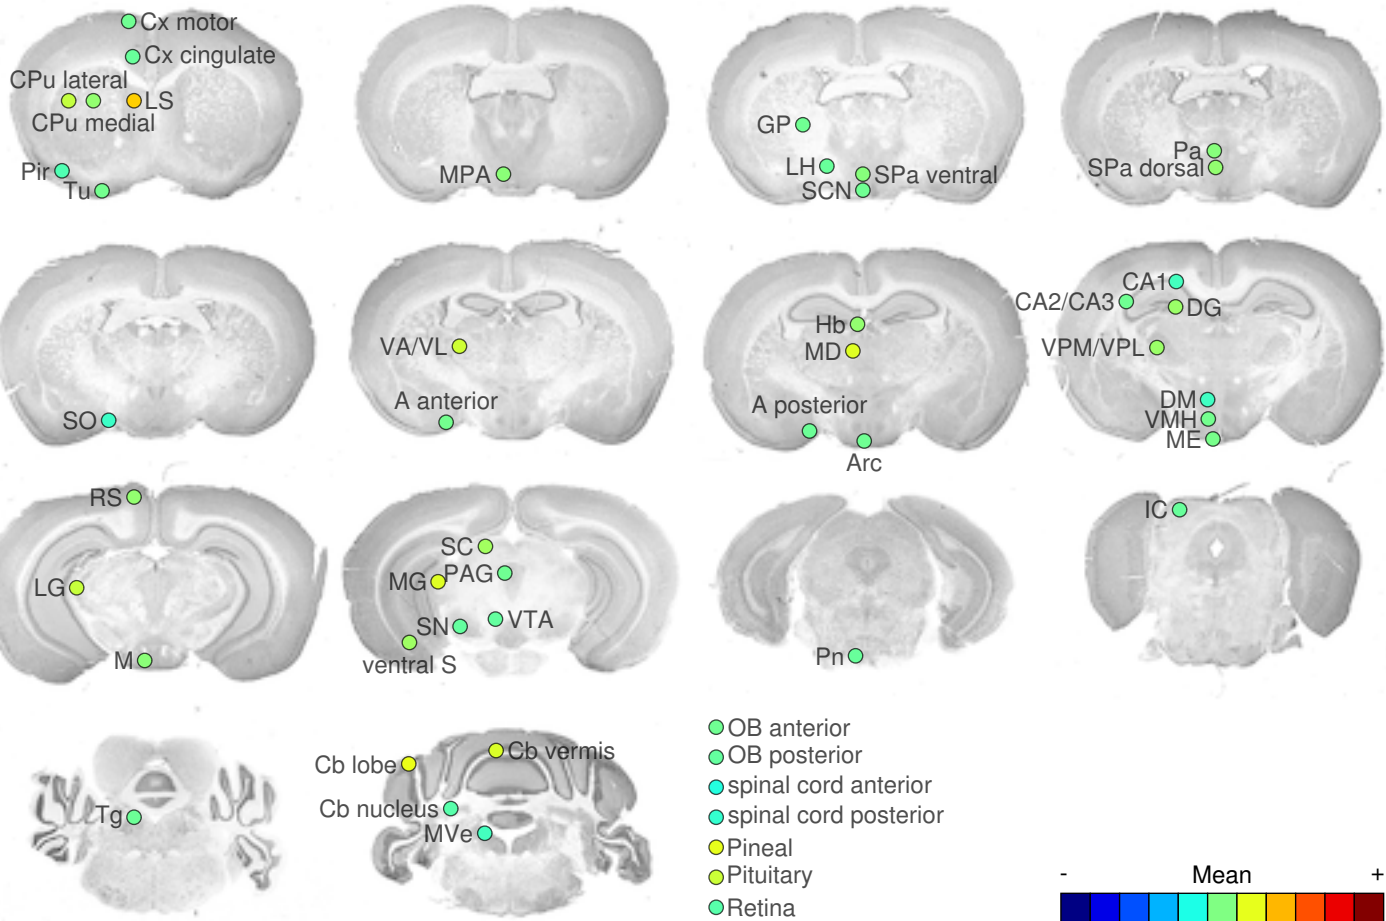 Cx motor
Cx cingulate
CPu lateral
LS
CPu medial
Pir
Tu
MPA
GP
LH
SPa ventral
SCN
Pa
SPa dorsal
SO
VA/VL
A anterior
Hb
MD
A posterior
Arc
CA1
CA2/CA3
DG
VPM/VPL
DM
VMH
ME
RS
LG
M
SC
MG
PAG
SN
VTA
ventral S
Pn
IC
Tg
Cb lobe
Cb vermis
Cb nucleus
MVe
OB anterior
OB posterior
spinal cord anterior
spinal cord posterior
Pineal
Pituitary
Retina
- Mean +